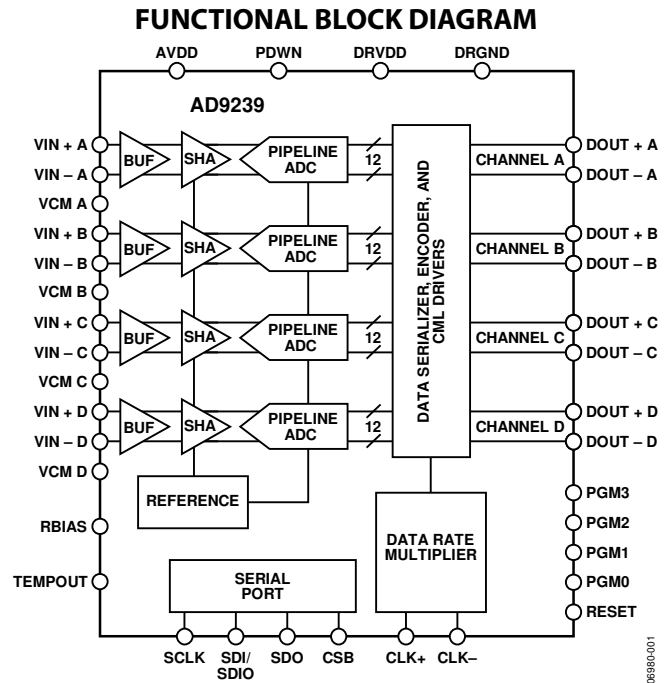 FUNCTIONAL BLOCK DIAGRAM
AVDD PDWN DRVDD DRGND
AD9239
VIN + A
BUF
SHA
PIPELINE
ADC
12
CHANNEL A
DOUT + A
VIN – A
DOUT – A
VCM A
VIN + B
BUF
SHA
PIPELINE
ADC
12
CHANNEL B
DOUT + B
VIN – B
DOUT – B
VCM B
VIN + C
BUF
SHA
PIPELINE
ADC
12
CHANNEL C
DOUT + C
VIN – C
DOUT – C
VCM C
VIN + D
BUF
SHA
PIPELINE
ADC
12
CHANNEL D
DOUT + D
VIN – D
DOUT – D
VCM D
DATA SERIALIZER, ENCODER, AND
CML DRIVERS
REFERENCE
RBIAS
TEMPOUT
DATA RATE
MULTIPLIER
SERIAL
PORT
PGM3
PGM2
PGM1
PGM0
RESET
SCLK
SDI/
SDIO
SDO
CSB
CLK+
CLK–
06980-001